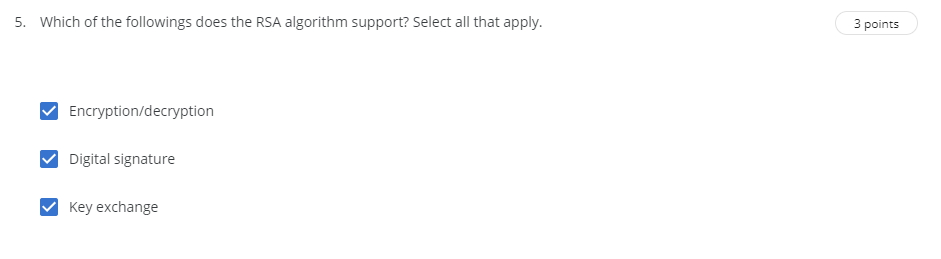 5. Which of the followings does the RSA algorithm support? Select all that apply.
3 points
Encryption/decryption
Digital signature
Key exchange